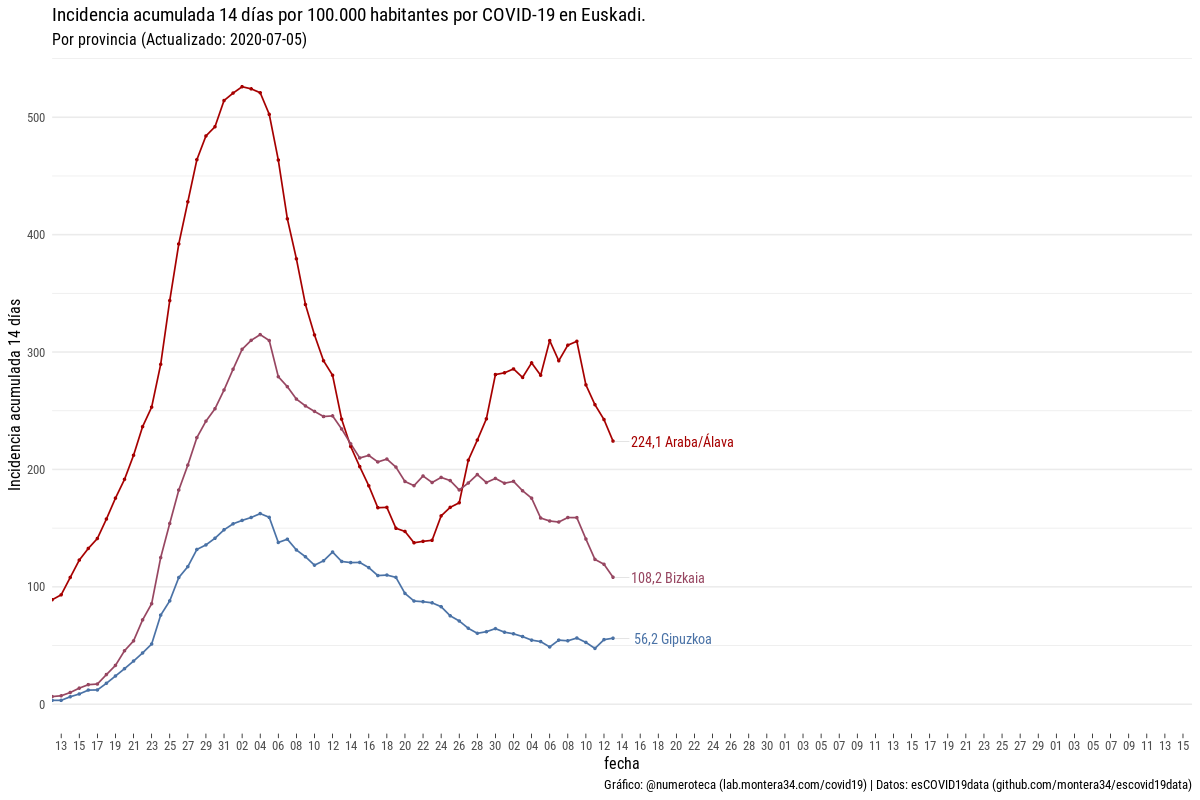 Incidencia acumulada 14 días por 100.000 habitantes por COVID-19 en Euskadi.
Por provincia (Actualizado: 2020-07-05)
Incidencia acumulada 14 días
500
400
300
200
100
0
224,1 Araba/Álava
108,2 Bizkaia
56,2 Gipuzkoa
13 15 17 19 21 23 25 27 29 31 02 04 06 08 10 12 14 16 18 20 22 24 26 28 30 02 04 06 08 10 12 14 16 18 20 22 24 26 28 30 01 03 05 07 09 11 13 15 17 19 21 23 25 27 29 01 03 05 07 09 11 13 15
fecha
Gráfico: @numeroteca (lab.montera34.com/covid19) | Datos: esCOVID19data (github.com/montera34/escovid19data)